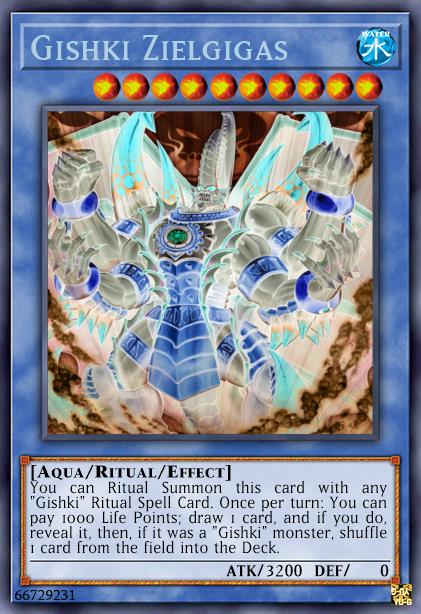 GISHKI ZIELGIGAS
WATER
水
[AQUA/RITUAL/EFFECT]
You can Ritual Summon this card with any
"Gishki" Ritual Spell Card. Once per turn: You can
pay 1000 Life Points; draw 1 card, and if you do,
reveal it, then, if it was a "Gishki" monster, shuffle
1 card from the field into the Deck.
ATK/3200 DEF/ 0
66729231